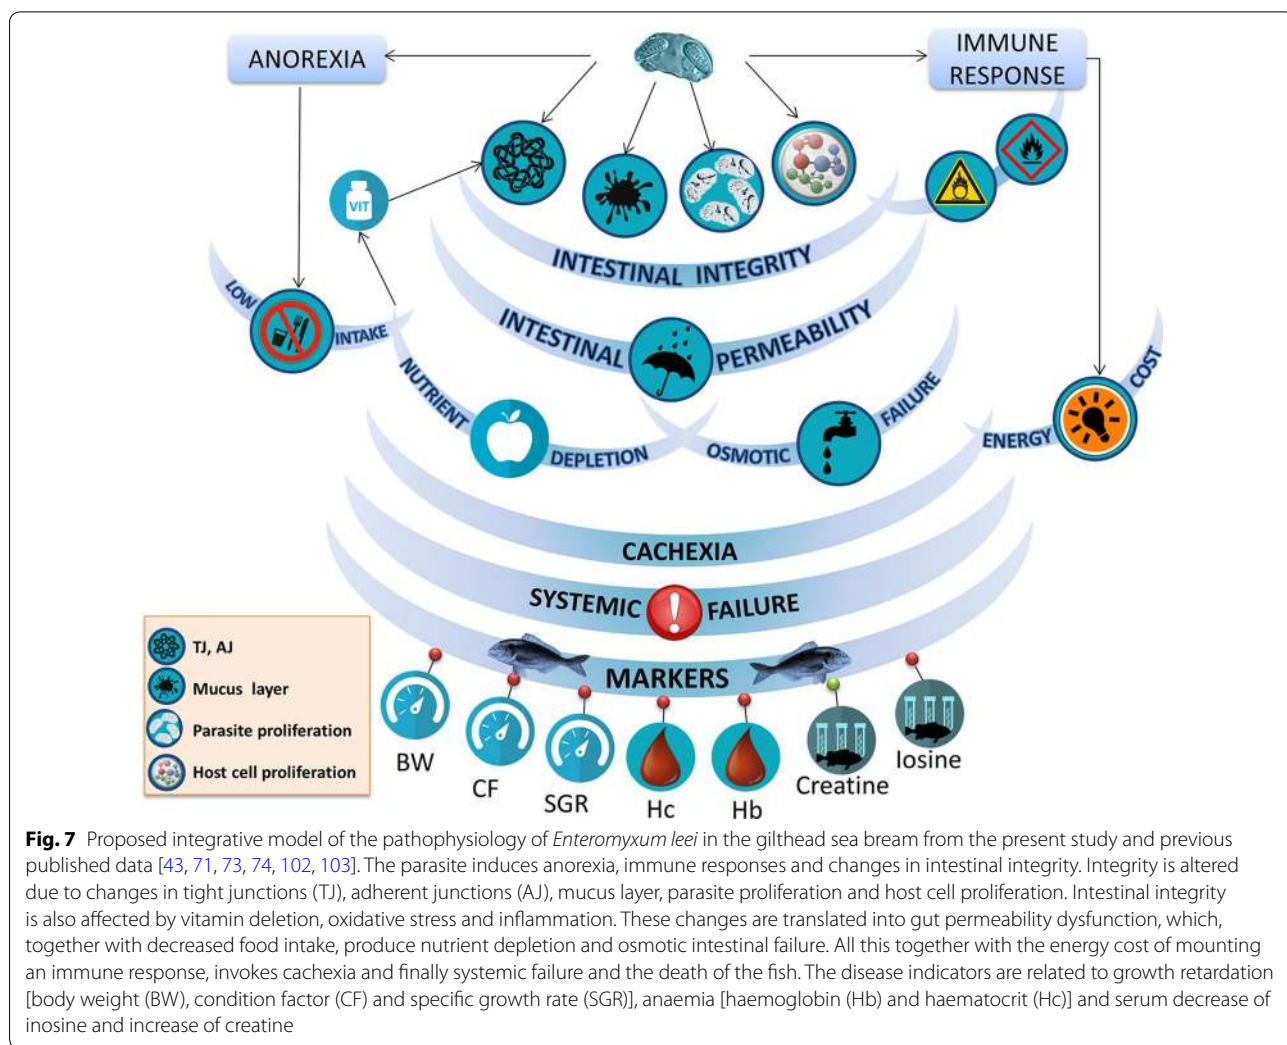 ANOREXIA
IMMUNE
RESPONSE
VIT
INTESTINAL INTEGRITY
LOW
INTAKE
INTESTINAL
PERMEABILITY
NUTRIENT
DEPLETION
OSMOTIC
FAILURE
ENERGY
COST
CACHEXIA
SYSTEMIC
FAILURE
MARKERS
TJ, AJ
Mucus layer
Parasite proliferation
Host cell proliferation
BW
CF
SGR
Hc
Hb
Creatine
Iosine
Fig. 7 Proposed integrative model of the pathophysiology of Enteromyxum leei in the gilthead sea bream from the present study and previous
published data [43, 71, 73, 74, 102, 103]. The parasite induces anorexia, immune responses and changes in intestinal integrity. Integrity is altered
due to changes in tight junctions (TJ), adherent junctions (AJ), mucus layer, parasite proliferation and host cell proliferation. Intestinal integrity
is also affected by vitamin deletion, oxidative stress and inflammation. These changes are translated into gut permeability dysfunction, which,
together with decreased food intake, produce nutrient depletion and osmotic intestinal failure. All this together with the energy cost of mounting
an immune response, invokes cachexia and finally systemic failure and the death of the fish. The disease indicators are related to growth retardation
[body weight (BW), condition factor (CF) and specific growth rate (SGR)], anaemia [haemoglobin (Hb) and haematocrit (Hc)] and serum decrease of
inosine and increase of creatine